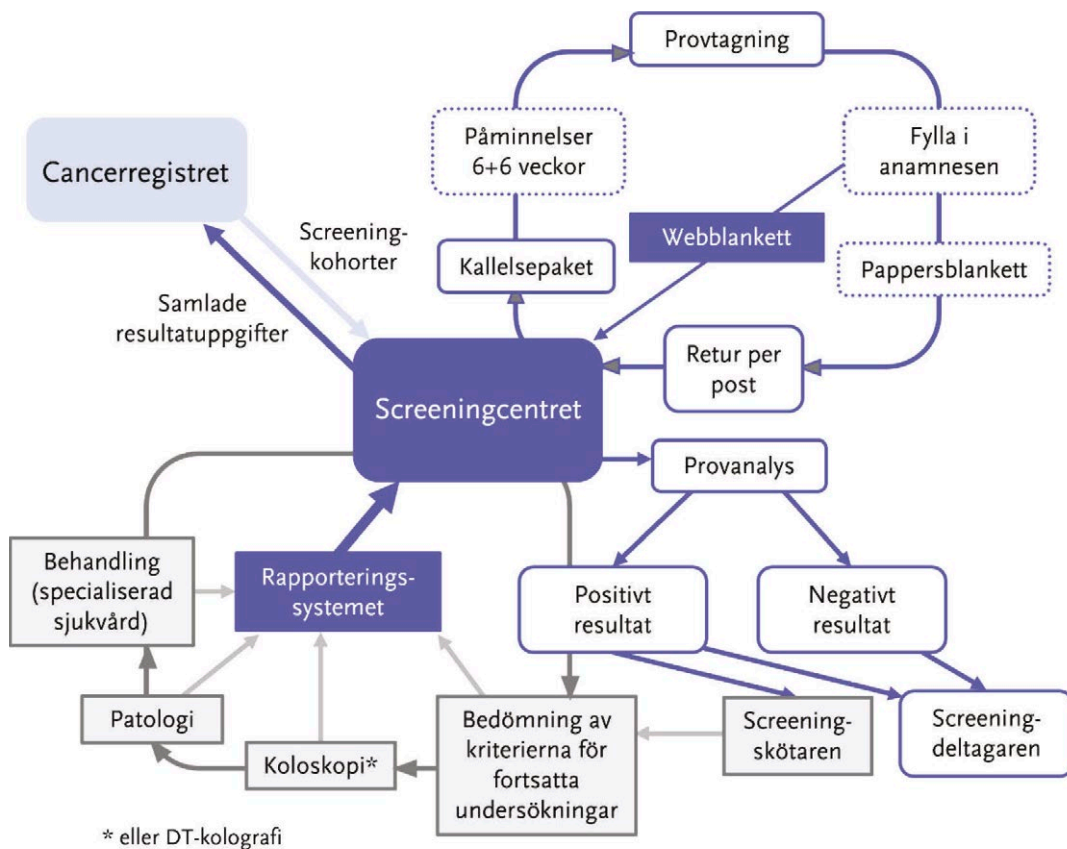 Provtagning
Påminnelser
6+6 veckor
Fylla i
anamnesen
Cancerregistret
Screening-
kohorter
Webblankett
Kallelsepaket
Pappersblankett
Samlade
resultatuppgifter
Retur per
post
Screeningcentret
Provanalys
Behandling
(specialiserad
sjukvård)
Rapporterings-
systemet
Positivt
resultat
Negativt
resultat
Patologi
Koloskopi*
Bedömning av
kriterierna för
fortsatta
undersökningar
Screening-
skötaren
Screening-
deltagaren
* eller DT-kolografi